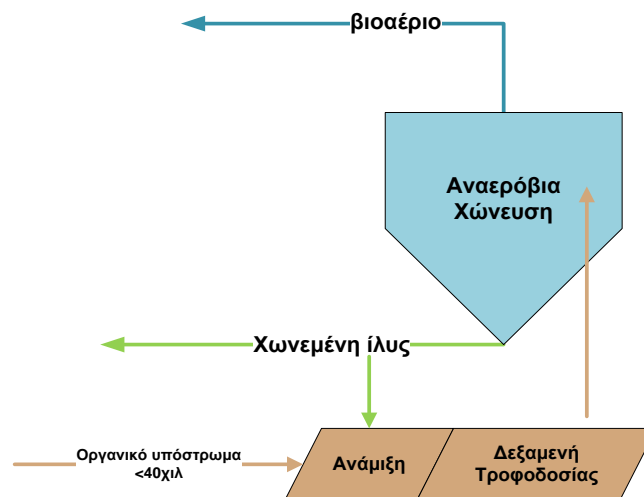 βιοαέριο
Αναερόβια
Χώνευση
Χωνεμένη ίλυς
Οργανικό υπόστρωμα
<40χιλ
Ανάμιξη
Δεξαμενή
Τροφοδοσίας